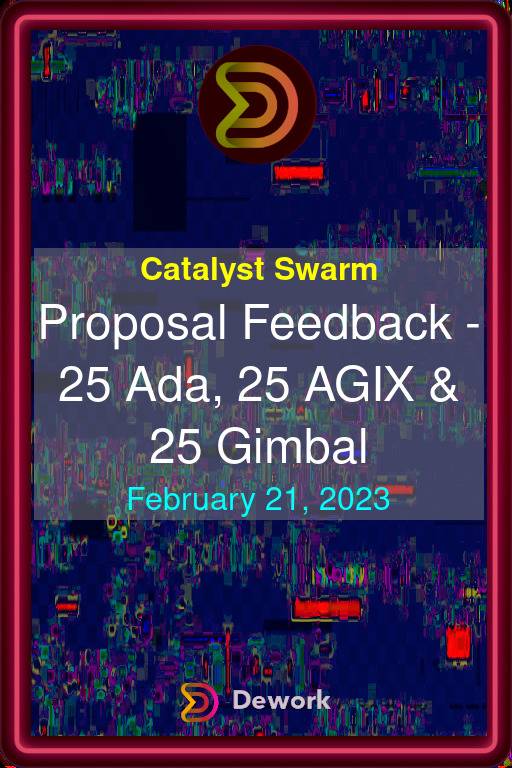 Catalyst Swarm
Proposal Feedback -
25 Ada, 25 AGIX &
25 Gimbal
February 21, 2023
Dework